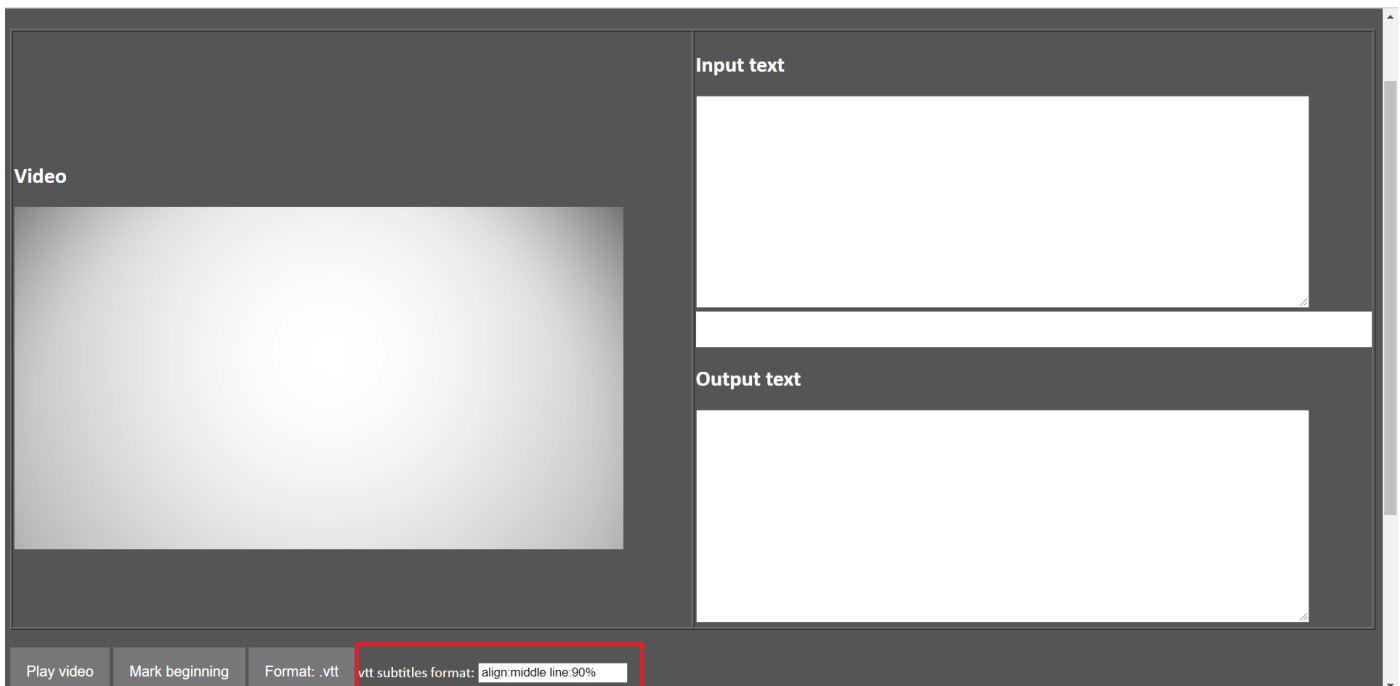 Input text
Video
Output text
Play video Mark beginning Format: .vtt vtt subtitles format: align:middle line:90%